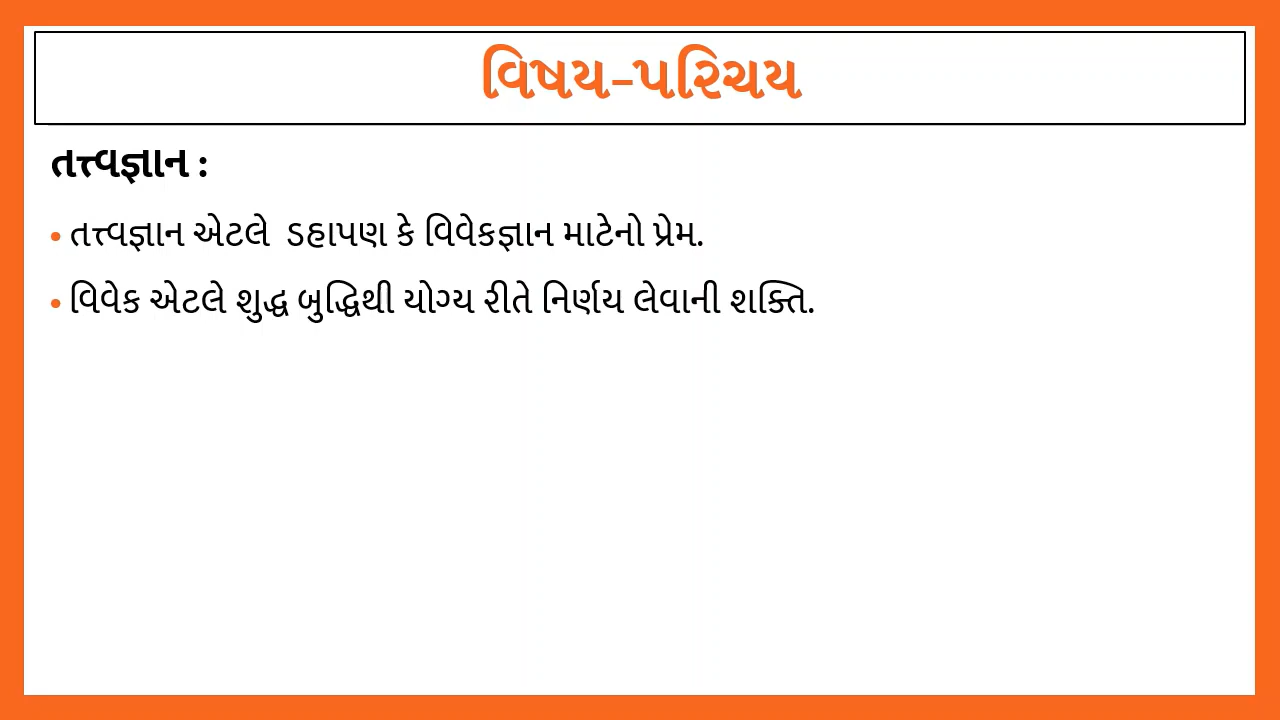 વિષય-પરિચય
તત્ત્વજ્ઞાન :
• તત્ત્વજ્ઞાન એટલે  ડહાપણ કે વિવેકજ્ઞાન માટેનો પ્રેમ.
• વિવેક એટલે શુદ્ધ બુદ્ધિથી યોગ્ય રીતે નિર્ણય લેવાની શક્તિ.